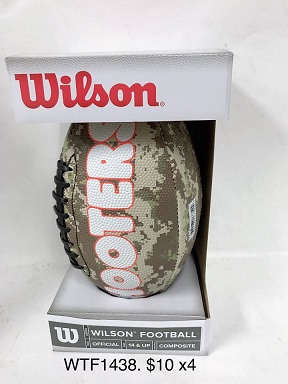 Wilson
HOOTERS
W WILSON FOOTBALL
OFFICIAL 14 & UP COMPOSITE
WTF1438. $10 x4